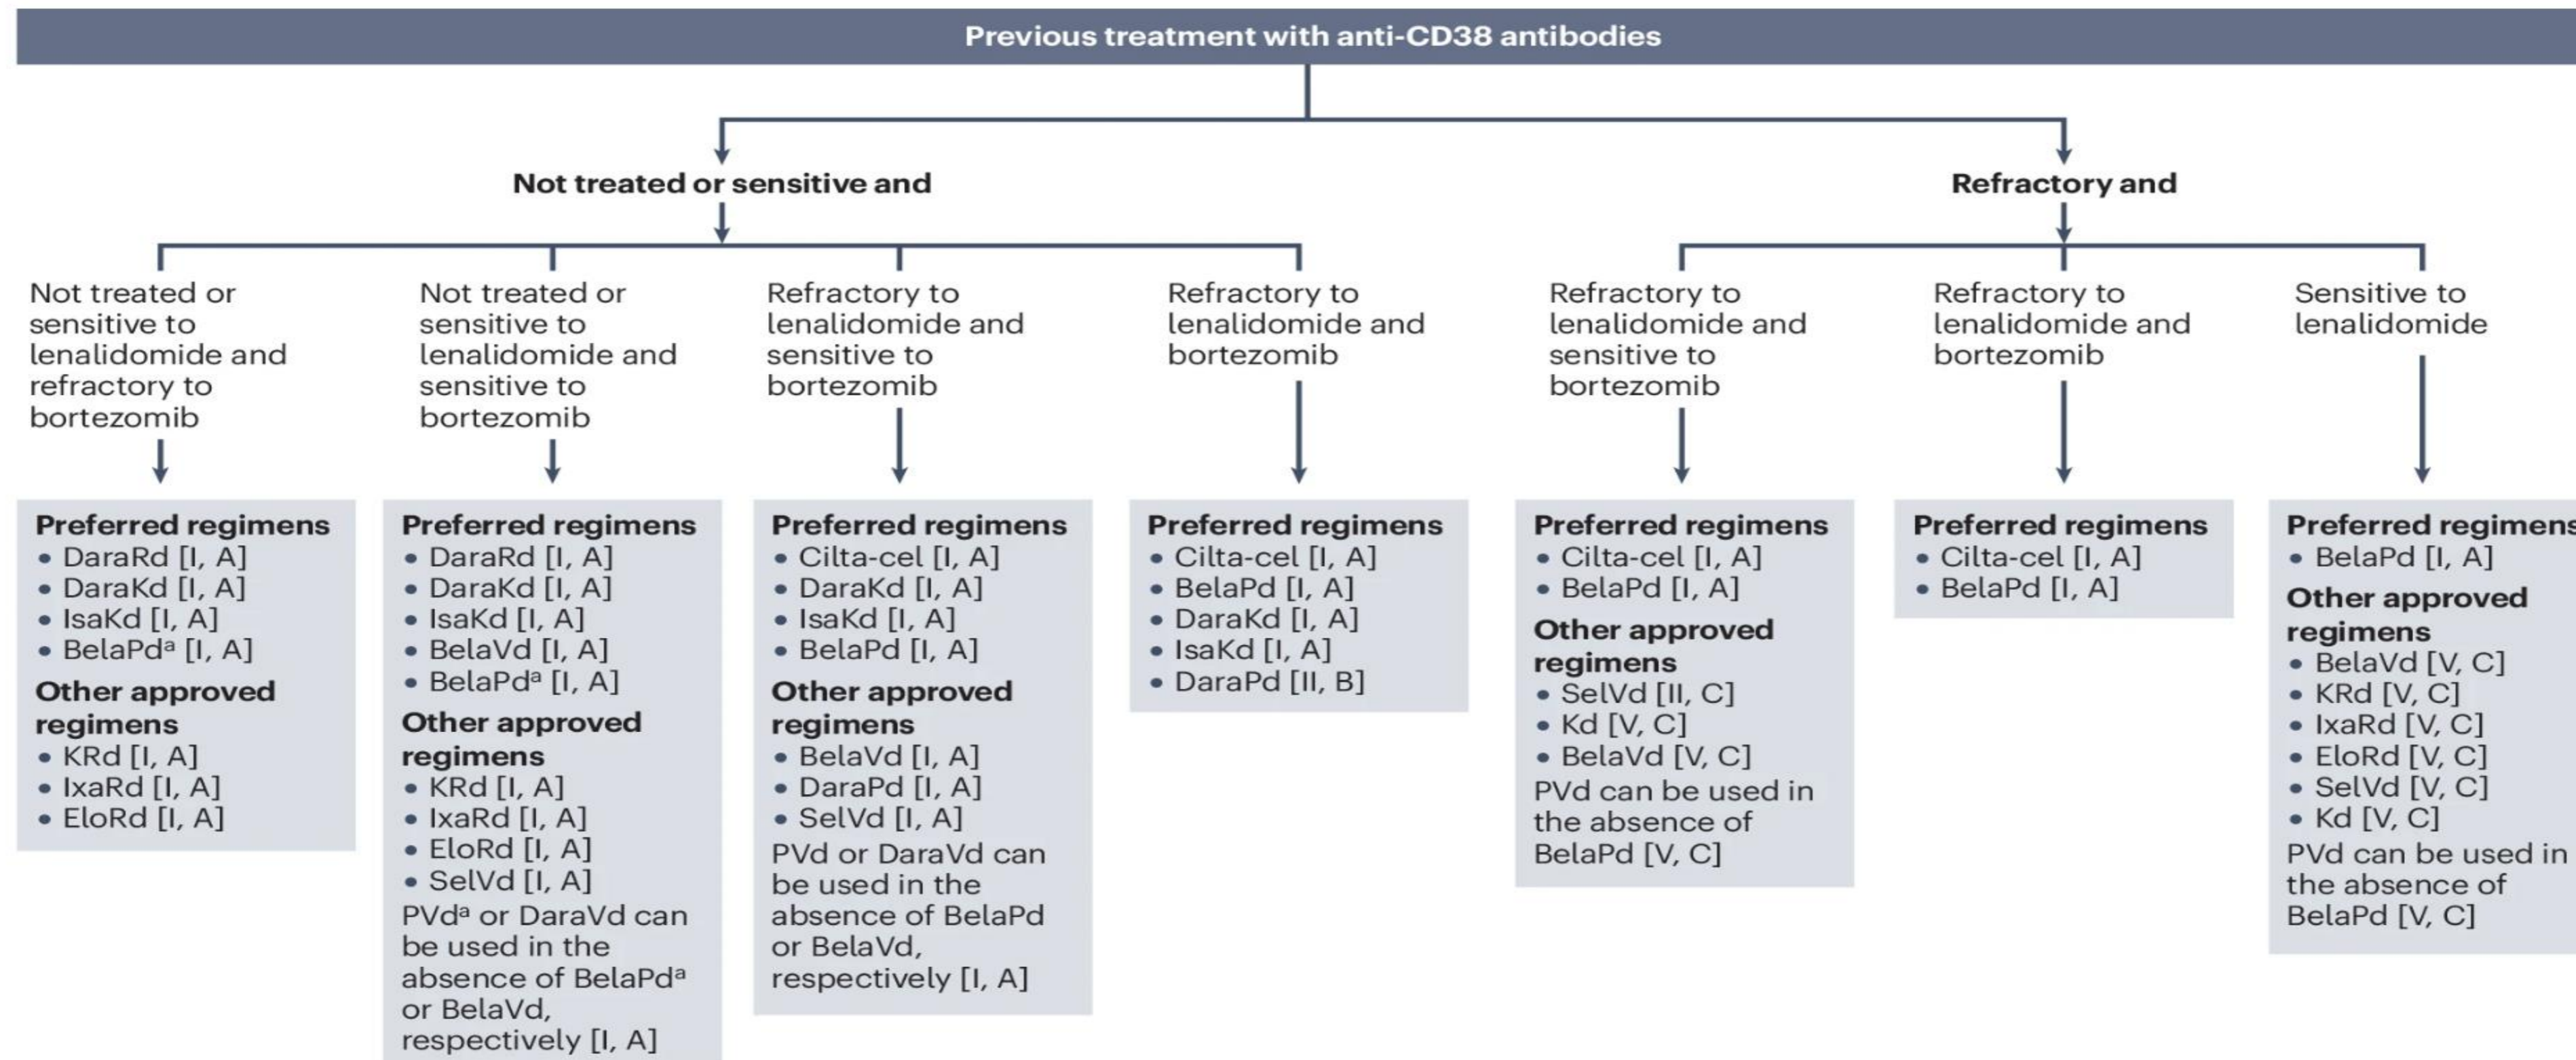 Previous treatment with anti-CD38 antibodies
Not treated or sensitive and
Refractory and
Not treated or
sensitive to
lenalidomide and
refractory to
bortezomib
Not treated or
sensitive to
lenalidomide and
sensitive to
bortezomib
Refractory to
lenalidomide and
sensitive to
bortezomib
Refractory to
lenalidomide and
bortezomib
Refractory to
lenalidomide and
sensitive to
bortezomib
Refractory to
lenalidomide and
bortezomib
Sensitive to
lenalidomide
Preferred regimens
• DaraRd [I, A]
• DaraKd [I, A]
• IsaKd [I, A]
• BelaPdᵃ [I, A]
Other approved
regimens
• KRd [I, A]
• IxaRd [I, A]
• EloRd [I, A]
Preferred regimens
• DaraRd [I, A]
• DaraKd [I, A]
• IsaKd [I, A]
• BelaVd [I, A]
• BelaPdᵃ [I, A]
Other approved
regimens
• KRd [I, A]
• IxaRd [I, A]
• EloRd [I, A]
• SelVd [I, A]
PVdᵃ or DaraVd can
be used in the
absence of BelaPdᵃ
or BelaVd,
respectively [I, A]
Preferred regimens
• Cilta-cel [I, A]
• DaraKd [I, A]
• IsaKd [I, A]
• BelaPd [I, A]
Other approved
regimens
• BelaVd [I, A]
• DaraPd [I, A]
• SelVd [I, A]
PVd or DaraVd can
be used in the
absence of BelaPd
or BelaVd,
respectively [I, A]
Preferred regimens
• Cilta-cel [I, A]
• BelaPd [I, A]
• DaraKd [I, A]
• IsaKd [I, A]
• DaraPd [II, B]
Preferred regimens
• Cilta-cel [I, A]
• BelaPd [I, A]
Other approved
regimens
• SelVd [II, C]
• Kd [V, C]
• BelaVd [V, C]
PVd can be used in
the absence of
BelaPd [V, C]
Preferred regimens
• Cilta-cel [I, A]
• BelaPd [I, A]
Preferred regimens
• BelaPd [I, A]
Other approved
regimens
• BelaVd [V, C]
• KRd [V, C]
• IxaRd [V, C]
• EloRd [V, C]
• SelVd [V, C]
• Kd [V, C]
PVd can be used in
the absence of
BelaPd [V, C]